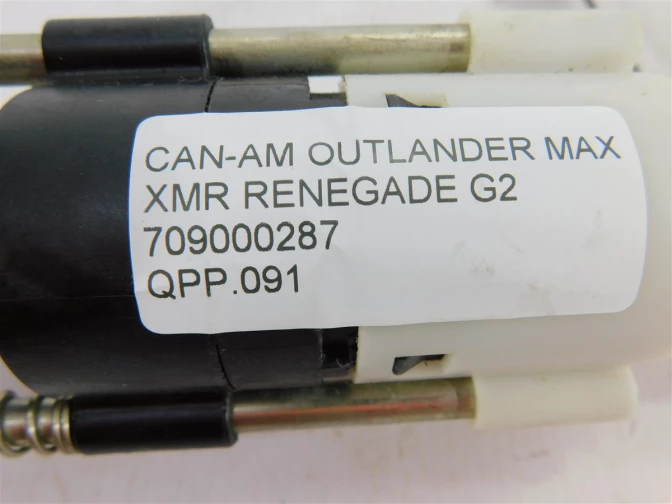 CAN-AM OUTLANDER MAX
XMR RENEGADE G2
709000287
QPP.091